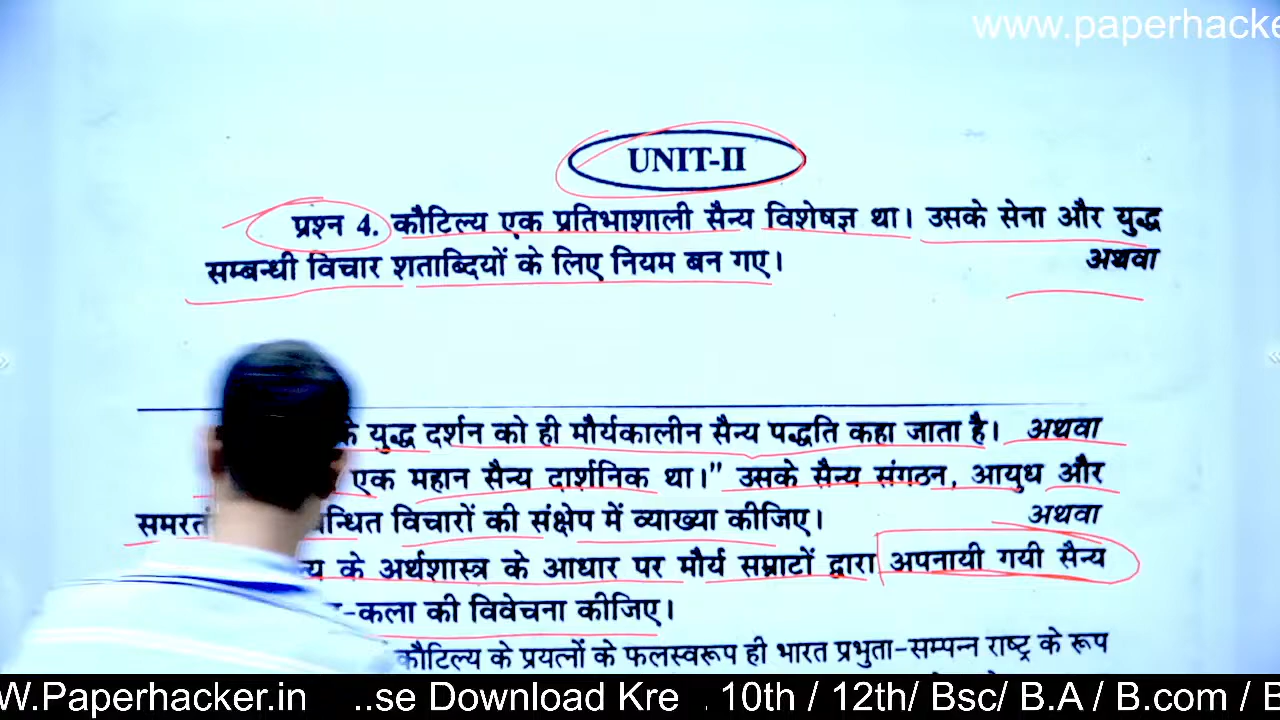 www.paperhacke
UNIT-II
प्रश्न 4. कौटिल्य एक प्रतिभाशाली सैन्य विशेषज्ञ था। उसके सेना और युद्ध
सम्बन्धी विचार शताब्दियों के लिए नियम बन गए। अथवा
के युद्ध दर्शन को ही मौर्यकालीन सैन्य पद्धति कहा जाता है। अथवा
एक महान सैन्य दार्शनिक था।” उसके सैन्य संगठन, आयुध और
विचारों की संक्षेप में व्याख्या कीजिए। अथवा
के अर्थशास्त्र के आधार पर मौर्य सम्राटों द्वारा अपनायी गयी सैन्य
-कला की विवेचना कीजिए।
कौटिल्य के प्रयत्नों के फलस्वरूप ही भारत प्रभुता-सम्पन्न राष्ट्र के रूप
W.Paperhacker.in ..se Download Kre . 10th / 12th/ Bsc/ B.A / B.com /